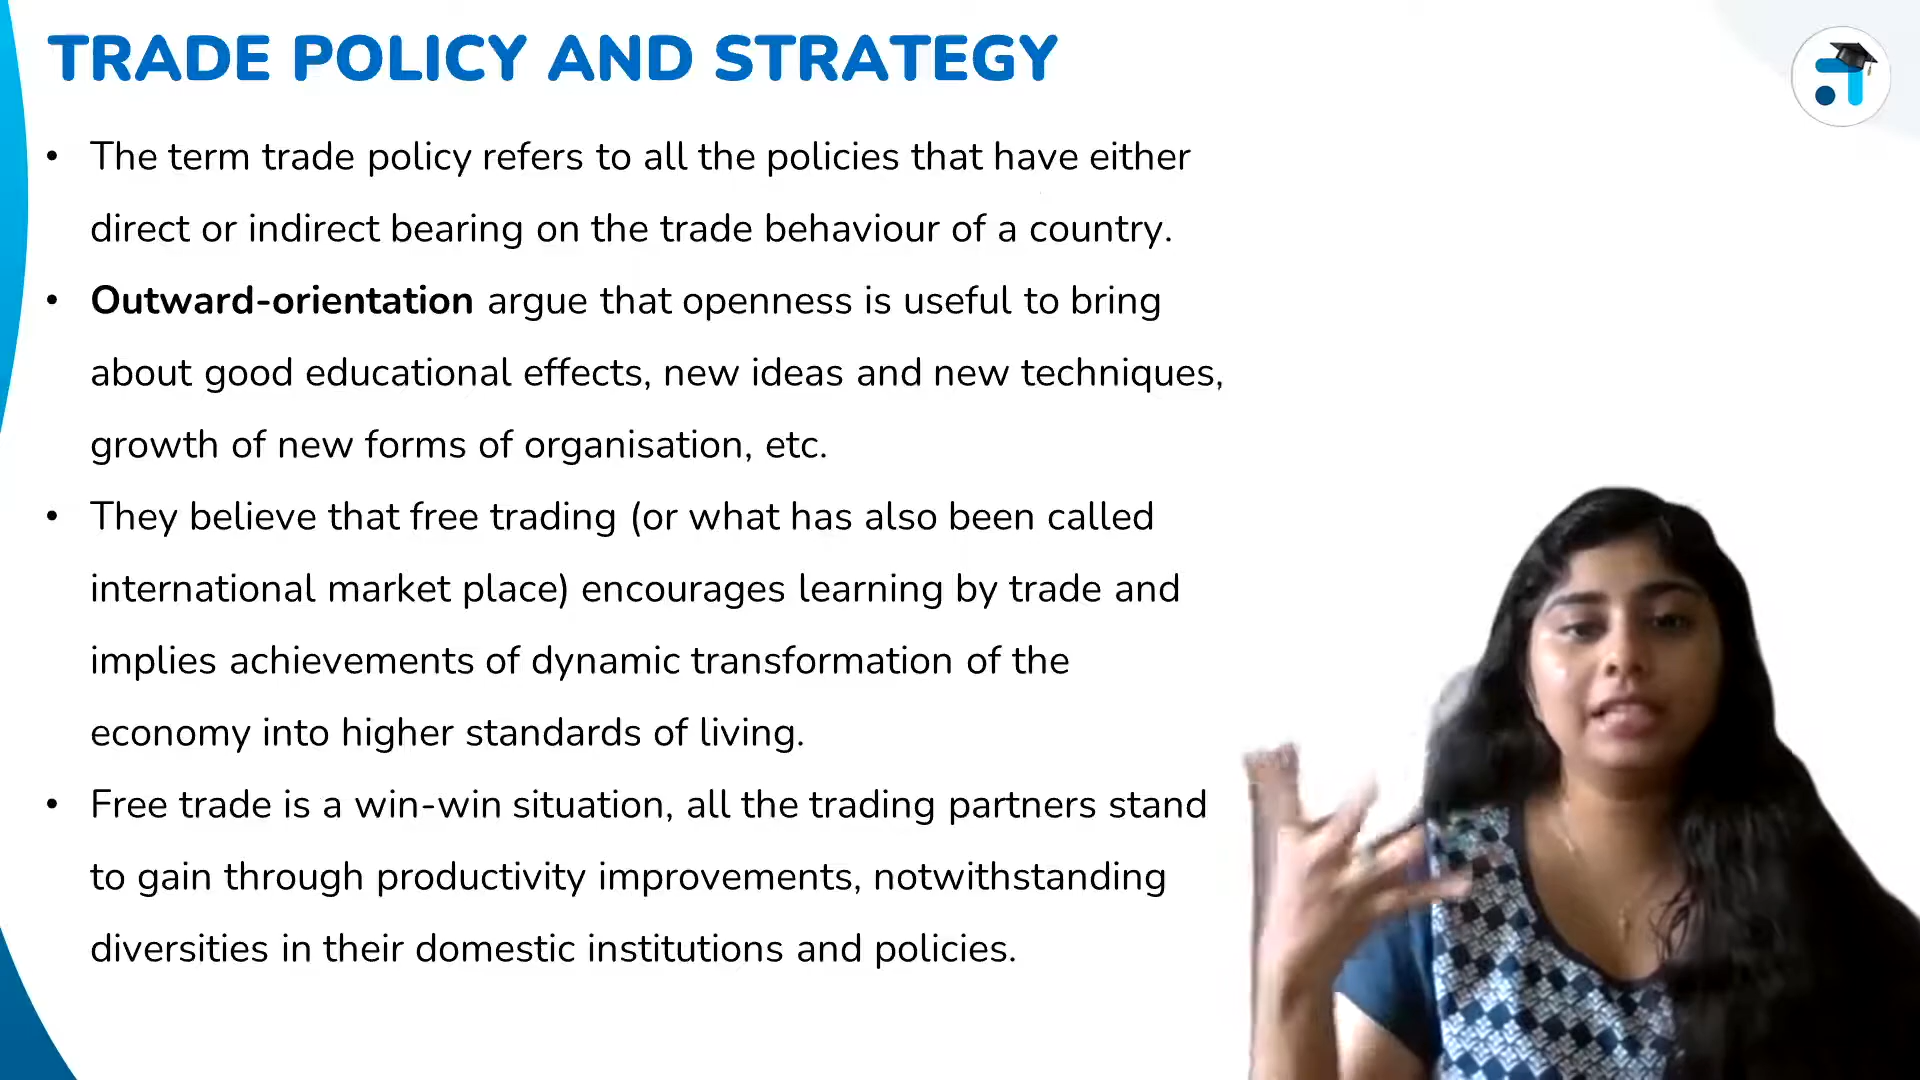 TRADE POLICY AND STRATEGY
• The term trade policy refers to all the policies that have either
direct or indirect bearing on the trade behaviour of a country.
• Outward-orientation argue that openness is useful to bring
about good educational effects, new ideas and new techniques,
growth of new forms of organisation, etc.
• They believe that free trading (or what has also been called
international market place) encourages learning by trade and
implies achievements of dynamic transformation of the
economy into higher standards of living.
• Free trade is a win-win situation, all the trading partners stand
to gain through productivity improvements, notwithstanding
diversities in their domestic institutions and policies.